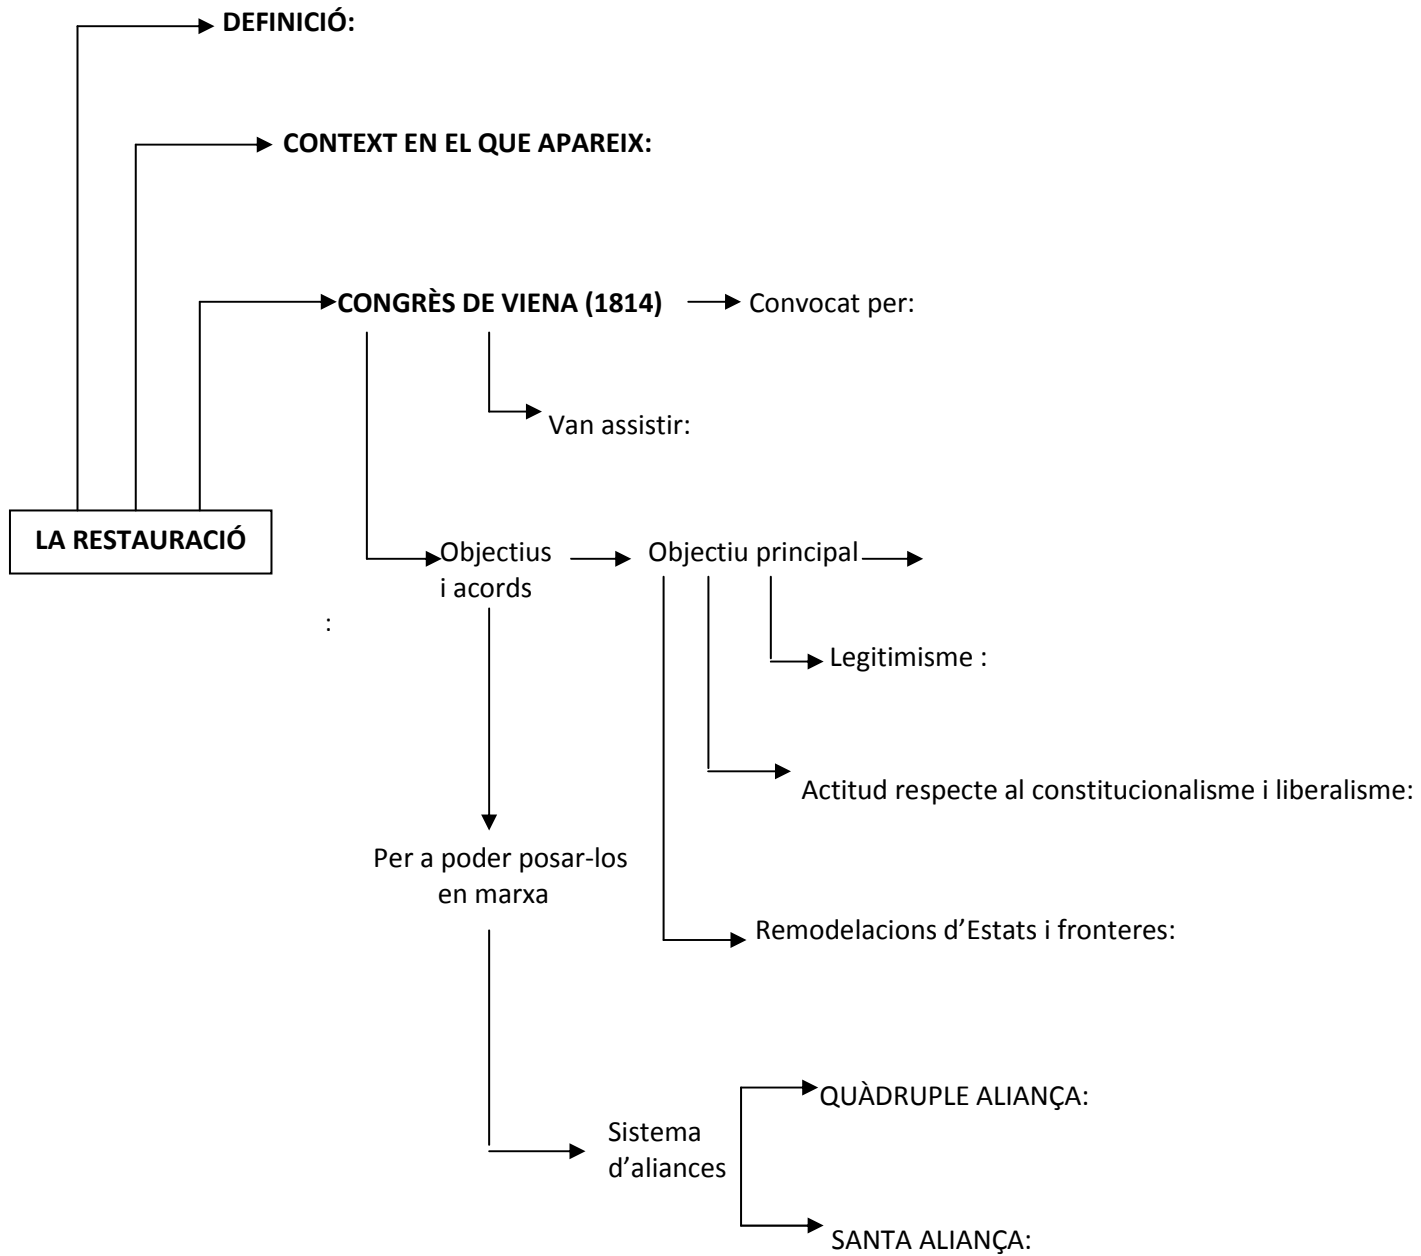 DEFINICIÓ:
CONTEXT EN EL QUE APAREIX:
CONGRÈS DE VIENA (1814)
Convocat per:
Van assistir:
LA RESTAURACIÓ
Objectius
i acords
Objectiu principal
:
Legitimisme :
Actitud respecte al constitucionalisme i liberalisme:
Per a poder posar-los
en marxa
Remodelacions d’Estats i fronteres:
QUÀDRUPLE ALIANÇA:
Sistema
d’aliances
SANTA ALIANÇA: